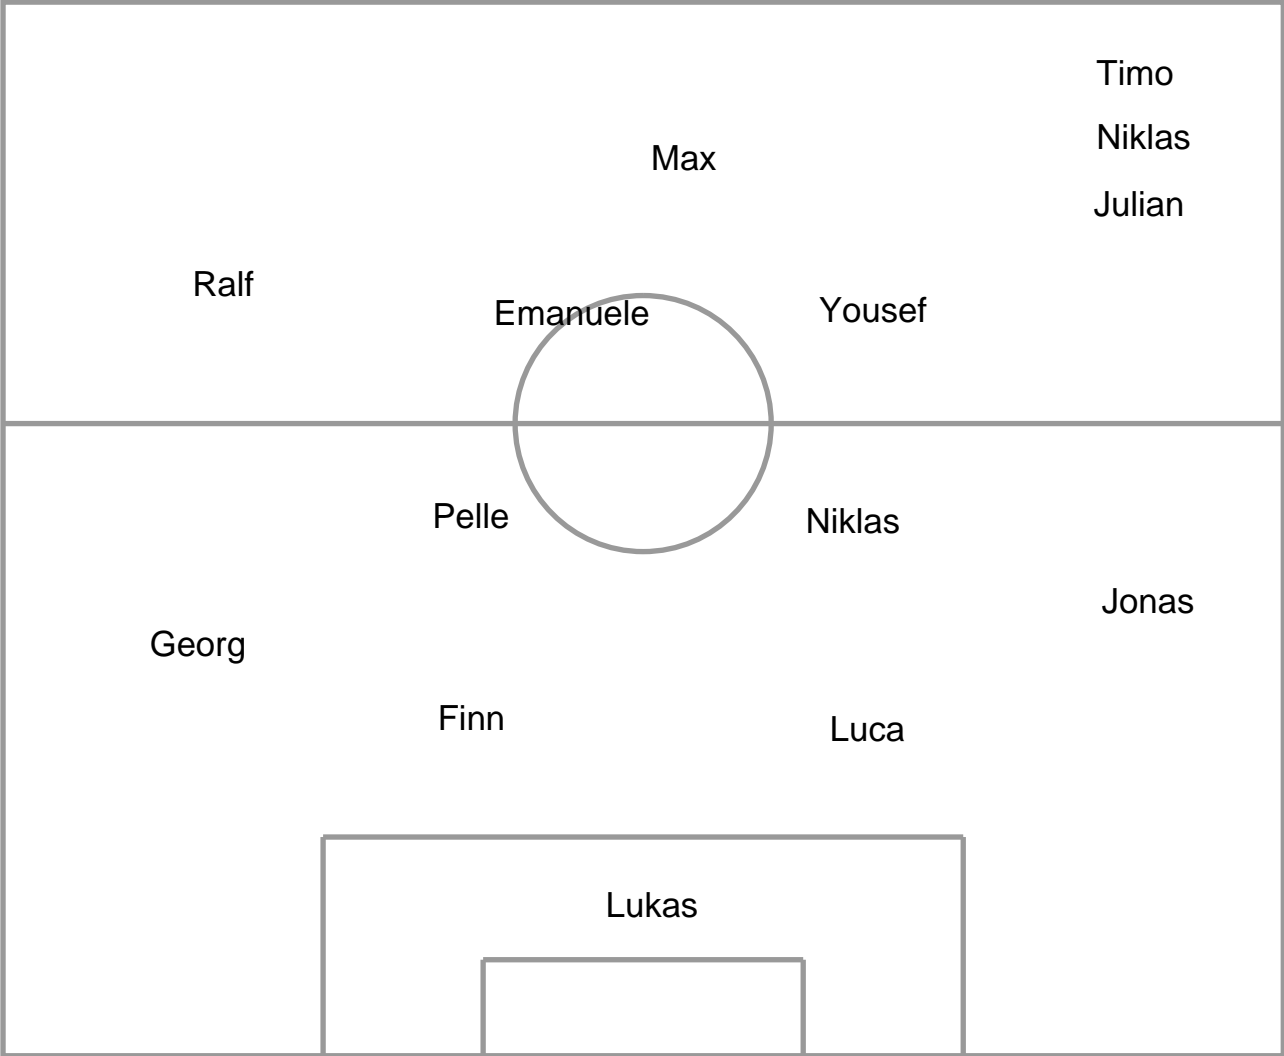 Timo
Niklas
Max
Julian
Ralf
Emanuele
Yousef
Pelle
Niklas
Jonas
Georg
Finn
Luca
Lukas